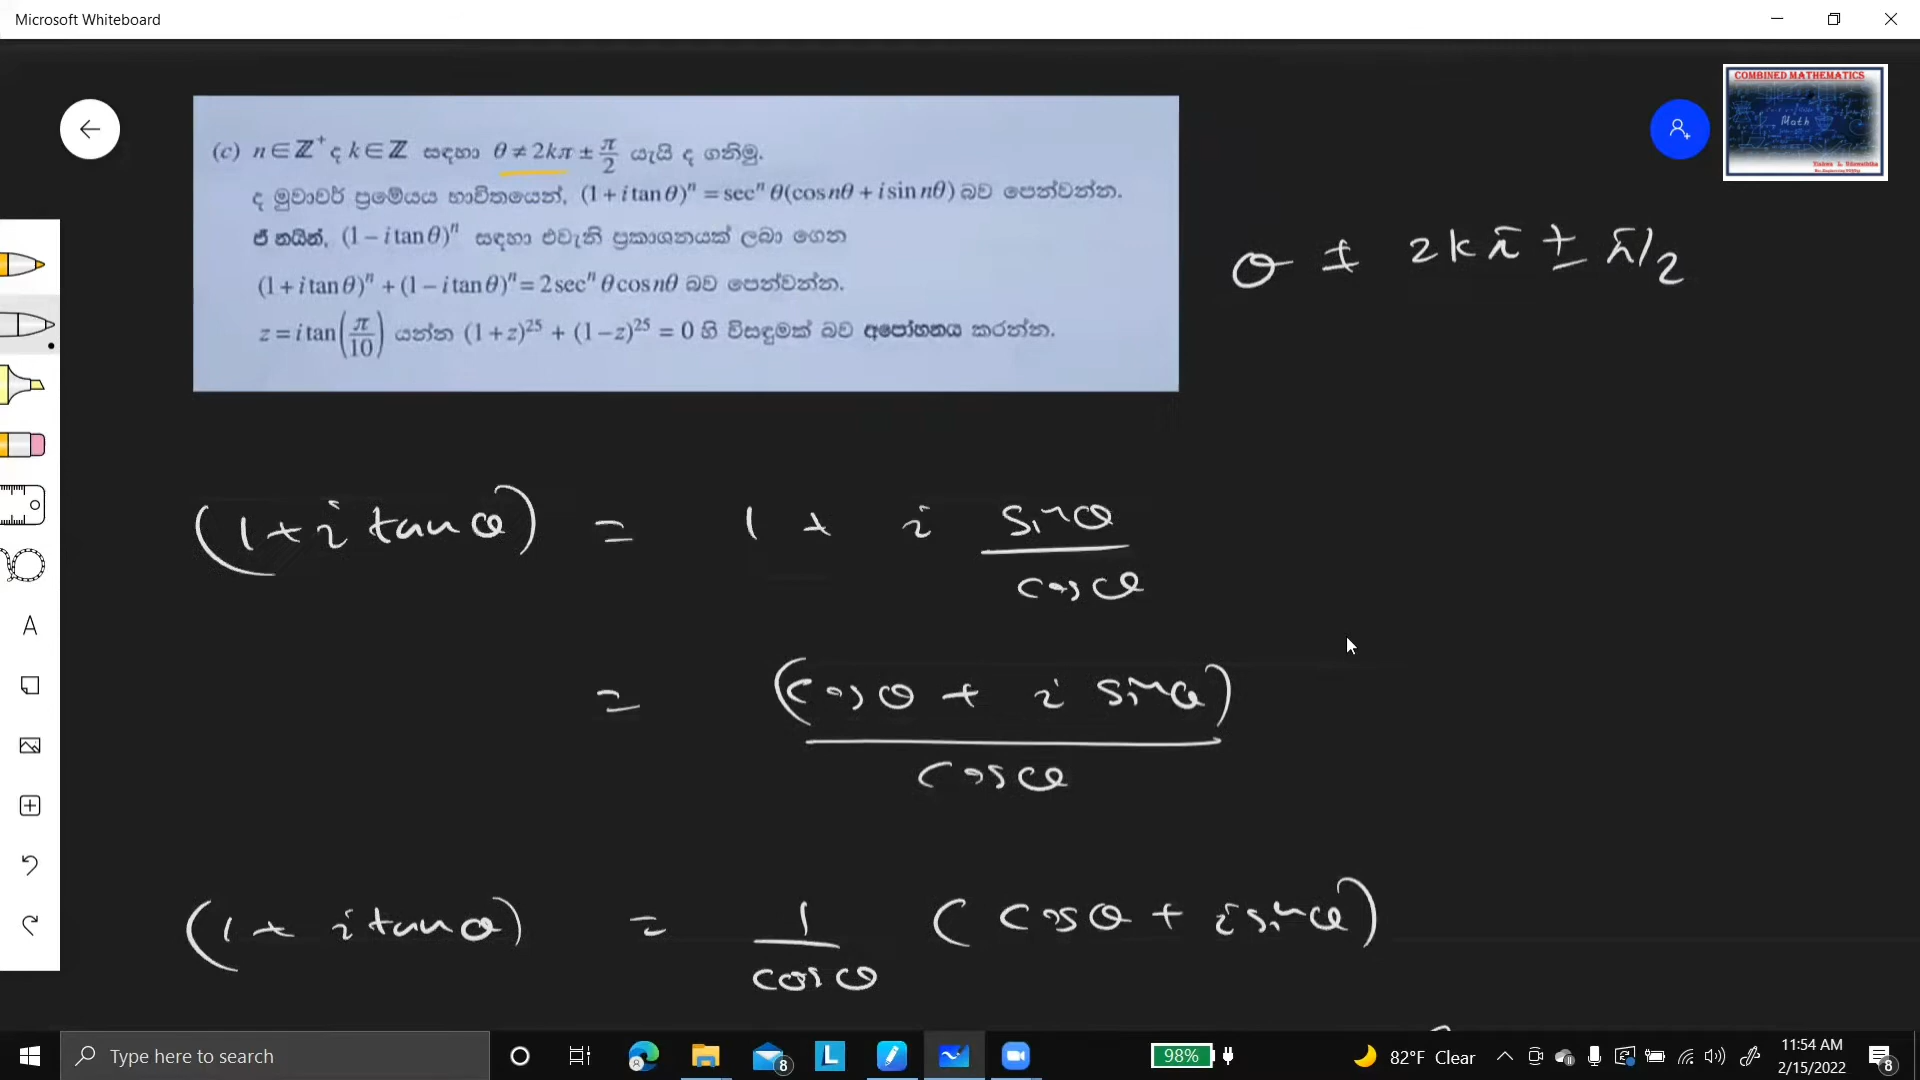 Microsoft Whiteboard
COMBINED MATHEMATICS
Math
(c) n∈ℤ⁺ ද k∈ℤ සඳහා θ ≠ 2kπ ± π/2 යැයි ද ගනිමු.
ද මුවාවර් ප්‍රමේයය භාවිතයෙන්, (1 + i tan θ)ⁿ = secⁿ θ(cos nθ + i sin nθ) බව පෙන්වන්න.
ඒ නයින්, (1 − i tan θ)ⁿ සඳහා එවැනි ප්‍රකාශනයක් ලබා ගෙන
(1 + i tan θ)ⁿ + (1 − i tan θ)ⁿ = 2 secⁿ θ cos nθ බව පෙන්වන්න.
z = i tan(π/10) යන්න (1 + z)²⁵ + (1 − z)²⁵ = 0 හි විසඳුමක් බව අපෝහනය කරන්න.
θ ≠ 2kπ ± π/2
(1 + i tan θ) = 1 + i sin θ / cos θ
= (cos θ + i sin θ) / cos θ
(1 + i tan θ) = 1 / cos θ (cos θ + i sin θ)
A
Type here to search
8
L
98%
82°F Clear
11:54 AM
2/15/2022
8